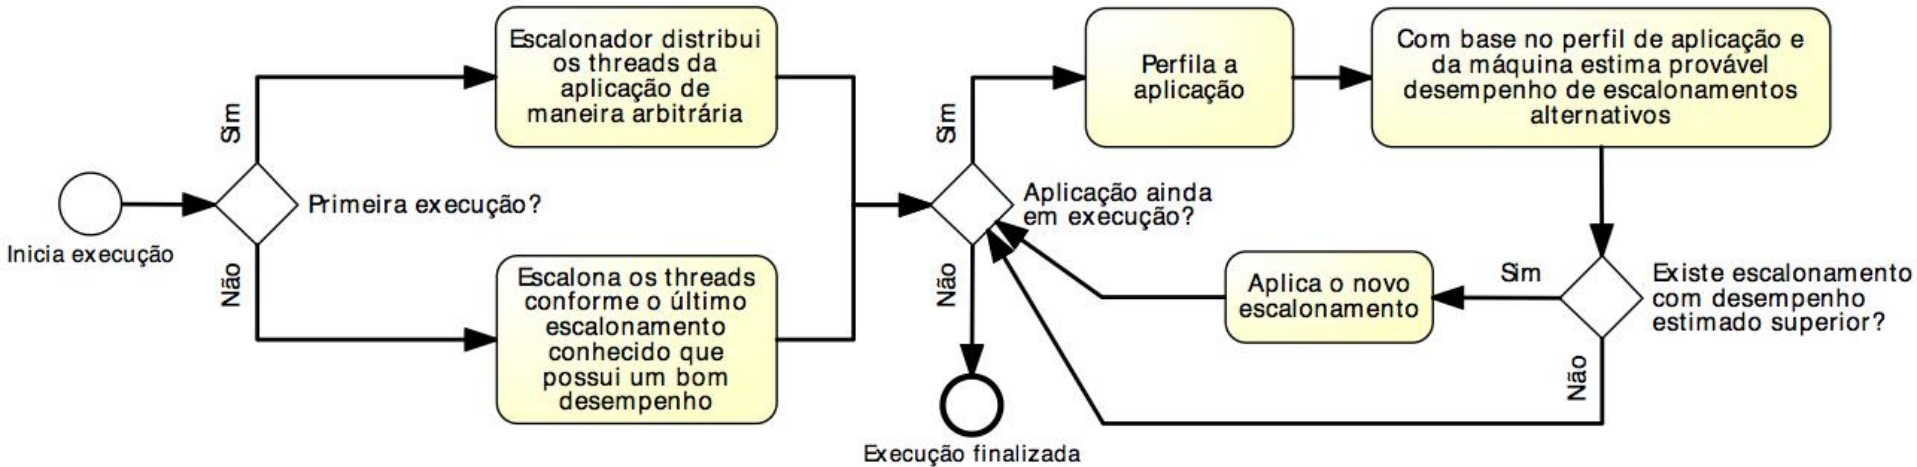 Inicia execução
Primeira execução?
Sim
Não
Escalonador distribui
os threads da
aplicação de
maneira arbitrária
Escalona os threads
conforme o último
escalonamento
conhecido que
possui um bom
desempenho
Aplicação ainda
em execução?
Sim
Não
Execução finalizada
Perfila a
aplicação
Com base no perfil de aplicação e
da máquina estima provável
desempenho de escalonamentos
alternativos
Existe escalonamento
com desempenho
estimado superior?
Sim
Não
Aplica o novo
escalonamento